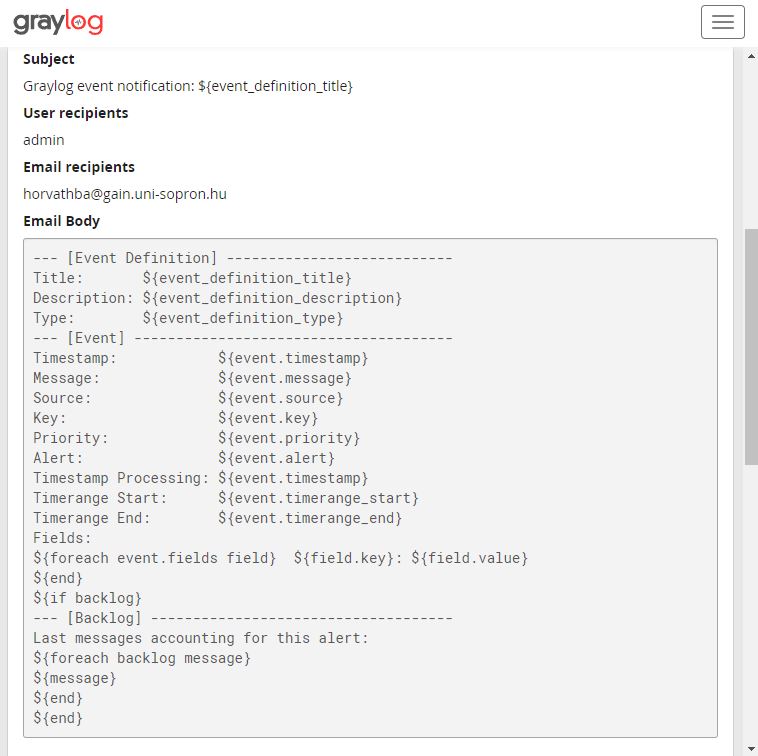 graylog
Subject
Graylog event notification: ${event_definition_title}
User recipients
admin
Email recipients
horvathba@gain.uni-sopron.hu
Email Body
--- [Event Definition] ---------------------------
Title:       ${event_definition_title}
Description: ${event_definition_description}
Type:        ${event_definition_type}
--- [Event] --------------------------------------
Timestamp:            ${event.timestamp}
Message:              ${event.message}
Source:               ${event.source}
Key:                  ${event.key}
Priority:             ${event.priority}
Alert:                ${event.alert}
Timestamp Processing: ${event.timestamp}
Timerange Start:      ${event.timerange_start}
Timerange End:        ${event.timerange_end}
Fields:
${foreach event.fields field}  ${field.key}: ${field.value}
${end}
${if backlog}
--- [Backlog] ------------------------------------
Last messages accounting for this alert:
${foreach backlog message}
${message}
${end}
${end}